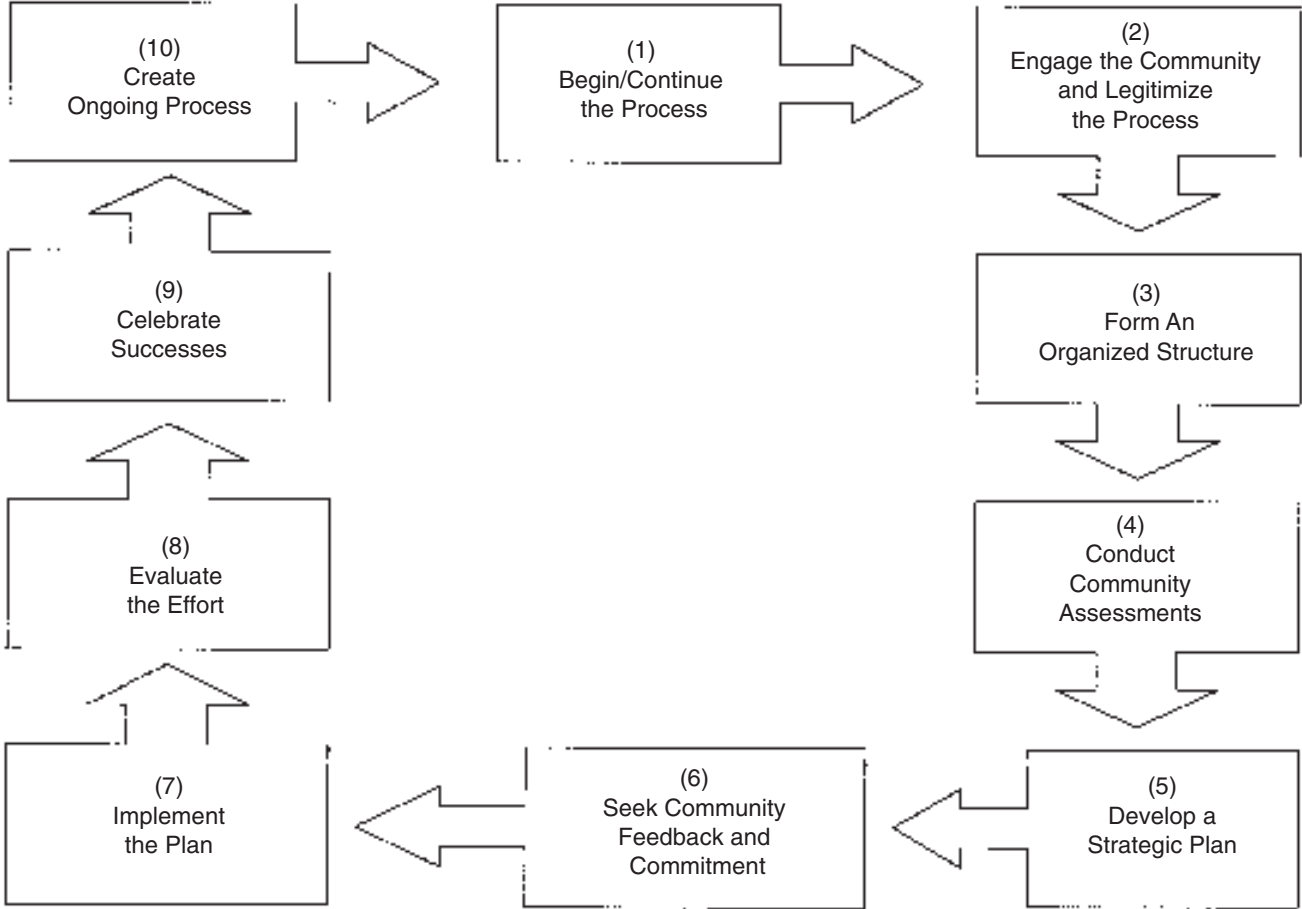 (10)
Create
Ongoing Process
(1)
Begin/Continue
the Process
(2)
Engage the Community
and Legitimize
the Process
(3)
Form An
Organized Structure
(4)
Conduct
Community
Assessments
(5)
Develop a
Strategic Plan
(6)
Seek Community
Feedback and
Commitment
(7)
Implement
the Plan
(8)
Evaluate
the Effort
(9)
Celebrate
Successes